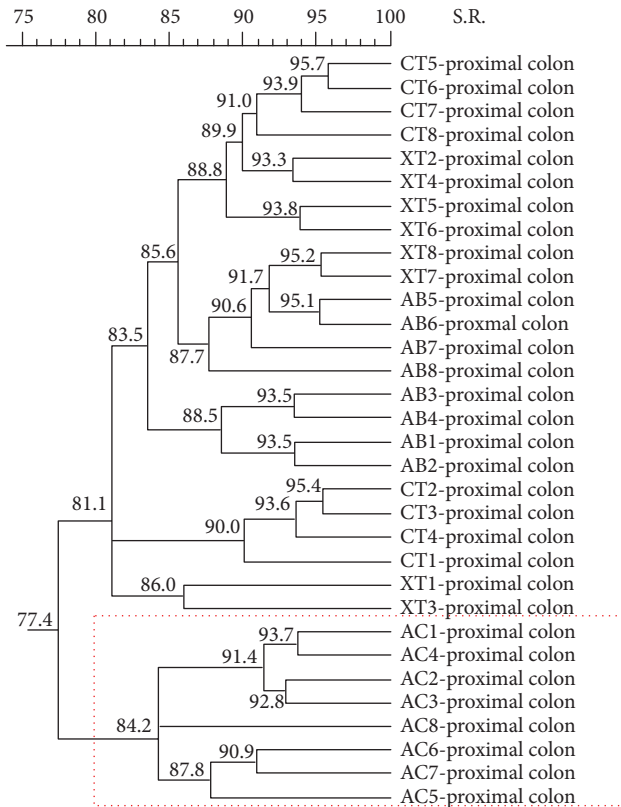 75 80 85 90 95 100 S.R.
95.7 CT5-proximal colon
93.9 CT6-proximal colon
91.0 CT7-proximal colon
89.9 CT8-proximal colon
93.3 XT2-proximal colon
88.8 XT4-proximal colon
93.8 XT5-proximal colon
XT6-proximal colon
85.6 95.2 XT8-proximal colon
91.7 XT7-proximal colon
90.6 95.1 AB5-proximal colon
83.5 AB6-proxmal colon
87.7 AB7-proximal colon
AB8-proximal colon
93.5 AB3-proximal colon
88.5 AB4-proximal colon
93.5 AB1-proximal colon
AB2-proximal colon
95.4 CT2-proximal colon
81.1 93.6 CT3-proximal colon
90.0 CT4-proximal colon
CT1-proximal colon
86.0 XT1-proximal colon
XT3-proximal colon
77.4 93.7 AC1-proximal colon
91.4 AC4-proximal colon
AC2-proximal colon
92.8 AC3-proximal colon
84.2 AC8-proximal colon
90.9 AC6-proximal colon
87.8 AC7-proximal colon
AC5-proximal colon